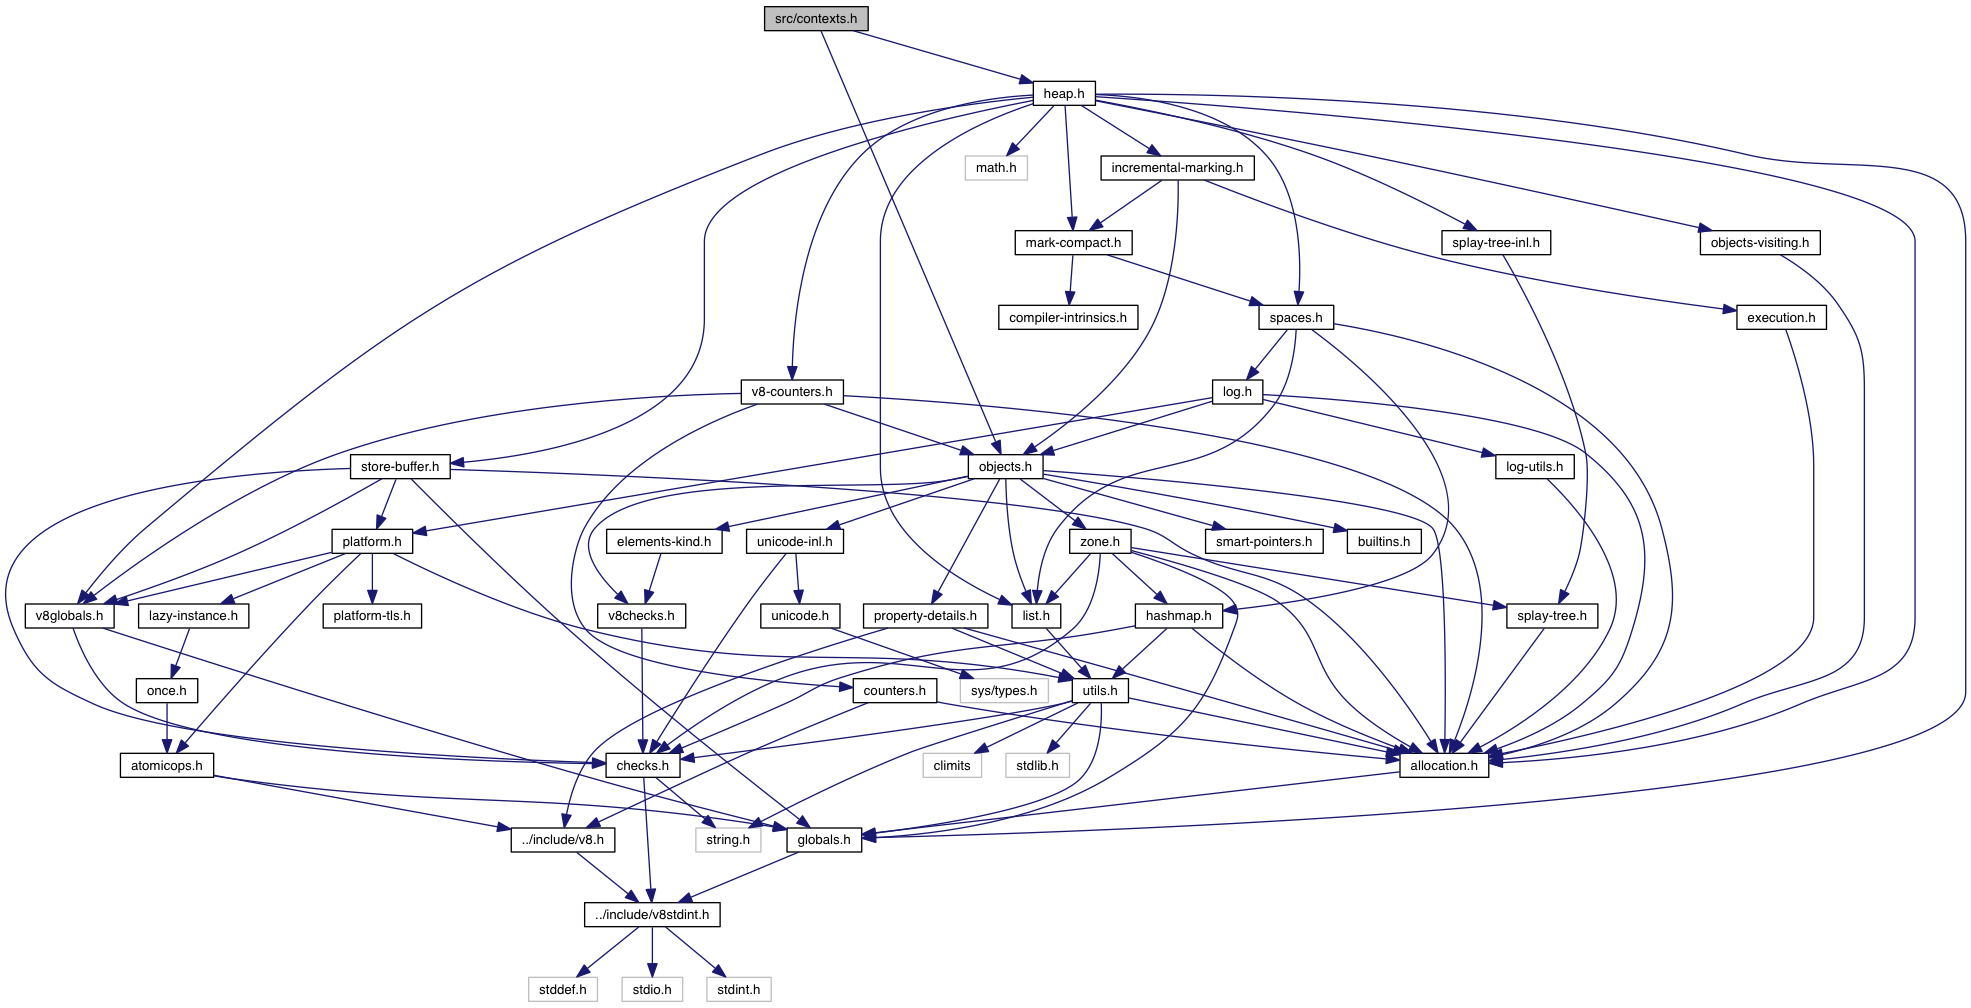 src/contexts.h
heap.h
math.h
incremental-marking.h
mark-compact.h
splay-tree-inl.h
objects-visiting.h
compiler-intrinsics.h
spaces.h
execution.h
v8-counters.h
log.h
store-buffer.h
objects.h
log-utils.h
platform.h
elements-kind.h
unicode-inl.h
zone.h
smart-pointers.h
builtins.h
v8globals.h
lazy-instance.h
platform-tls.h
v8checks.h
unicode.h
property-details.h
list.h
hashmap.h
splay-tree.h
once.h
counters.h
sys/types.h
utils.h
atomicops.h
checks.h
climits
stdlib.h
allocation.h
../include/v8.h
string.h
globals.h
../include/v8stdint.h
stddef.h
stdio.h
stdint.h